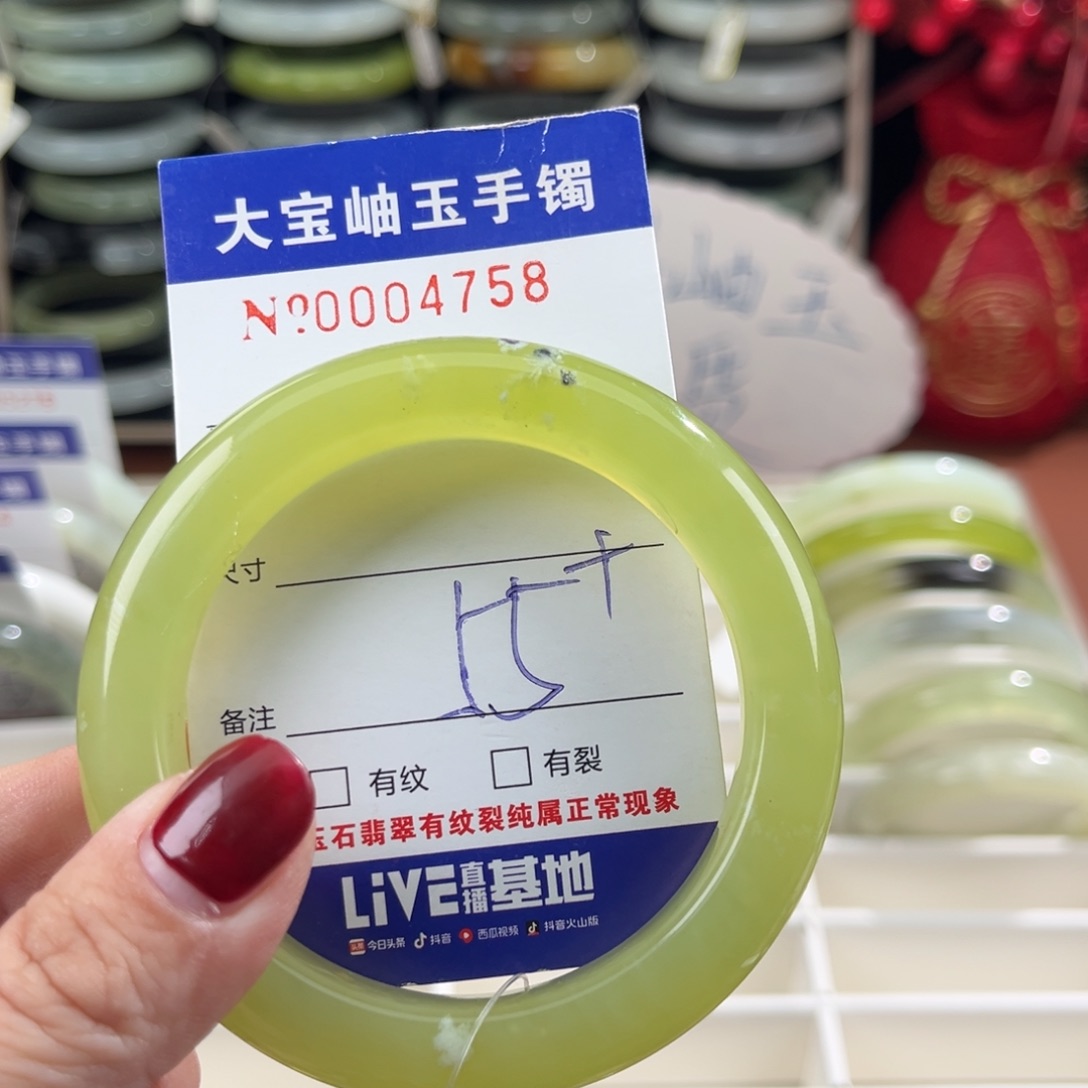 大宝岫玉手镯
Nº0004758
尺寸
备注
有纹 有裂
玉石翡翠有纹裂纯属正常现象
LiVE直播基地
今日头条 抖音 西瓜视频 抖音火山版
岫玉